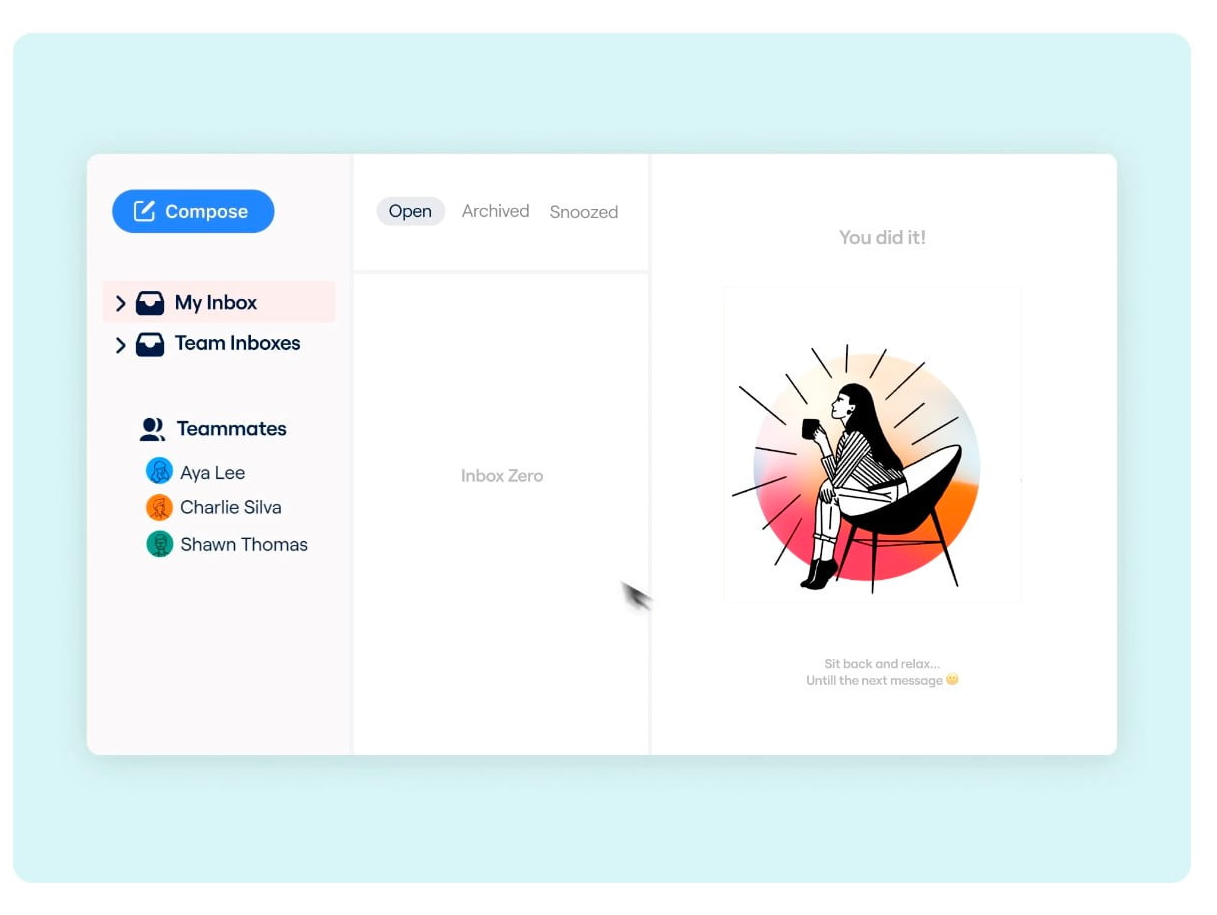 Compose
My Inbox
Team Inboxes
Teammates
Aya Lee
Charlie Silva
Shawn Thomas
Open Archived Snoozed
Inbox Zero
You did it!
Sit back and relax...
Untill the next message 😬